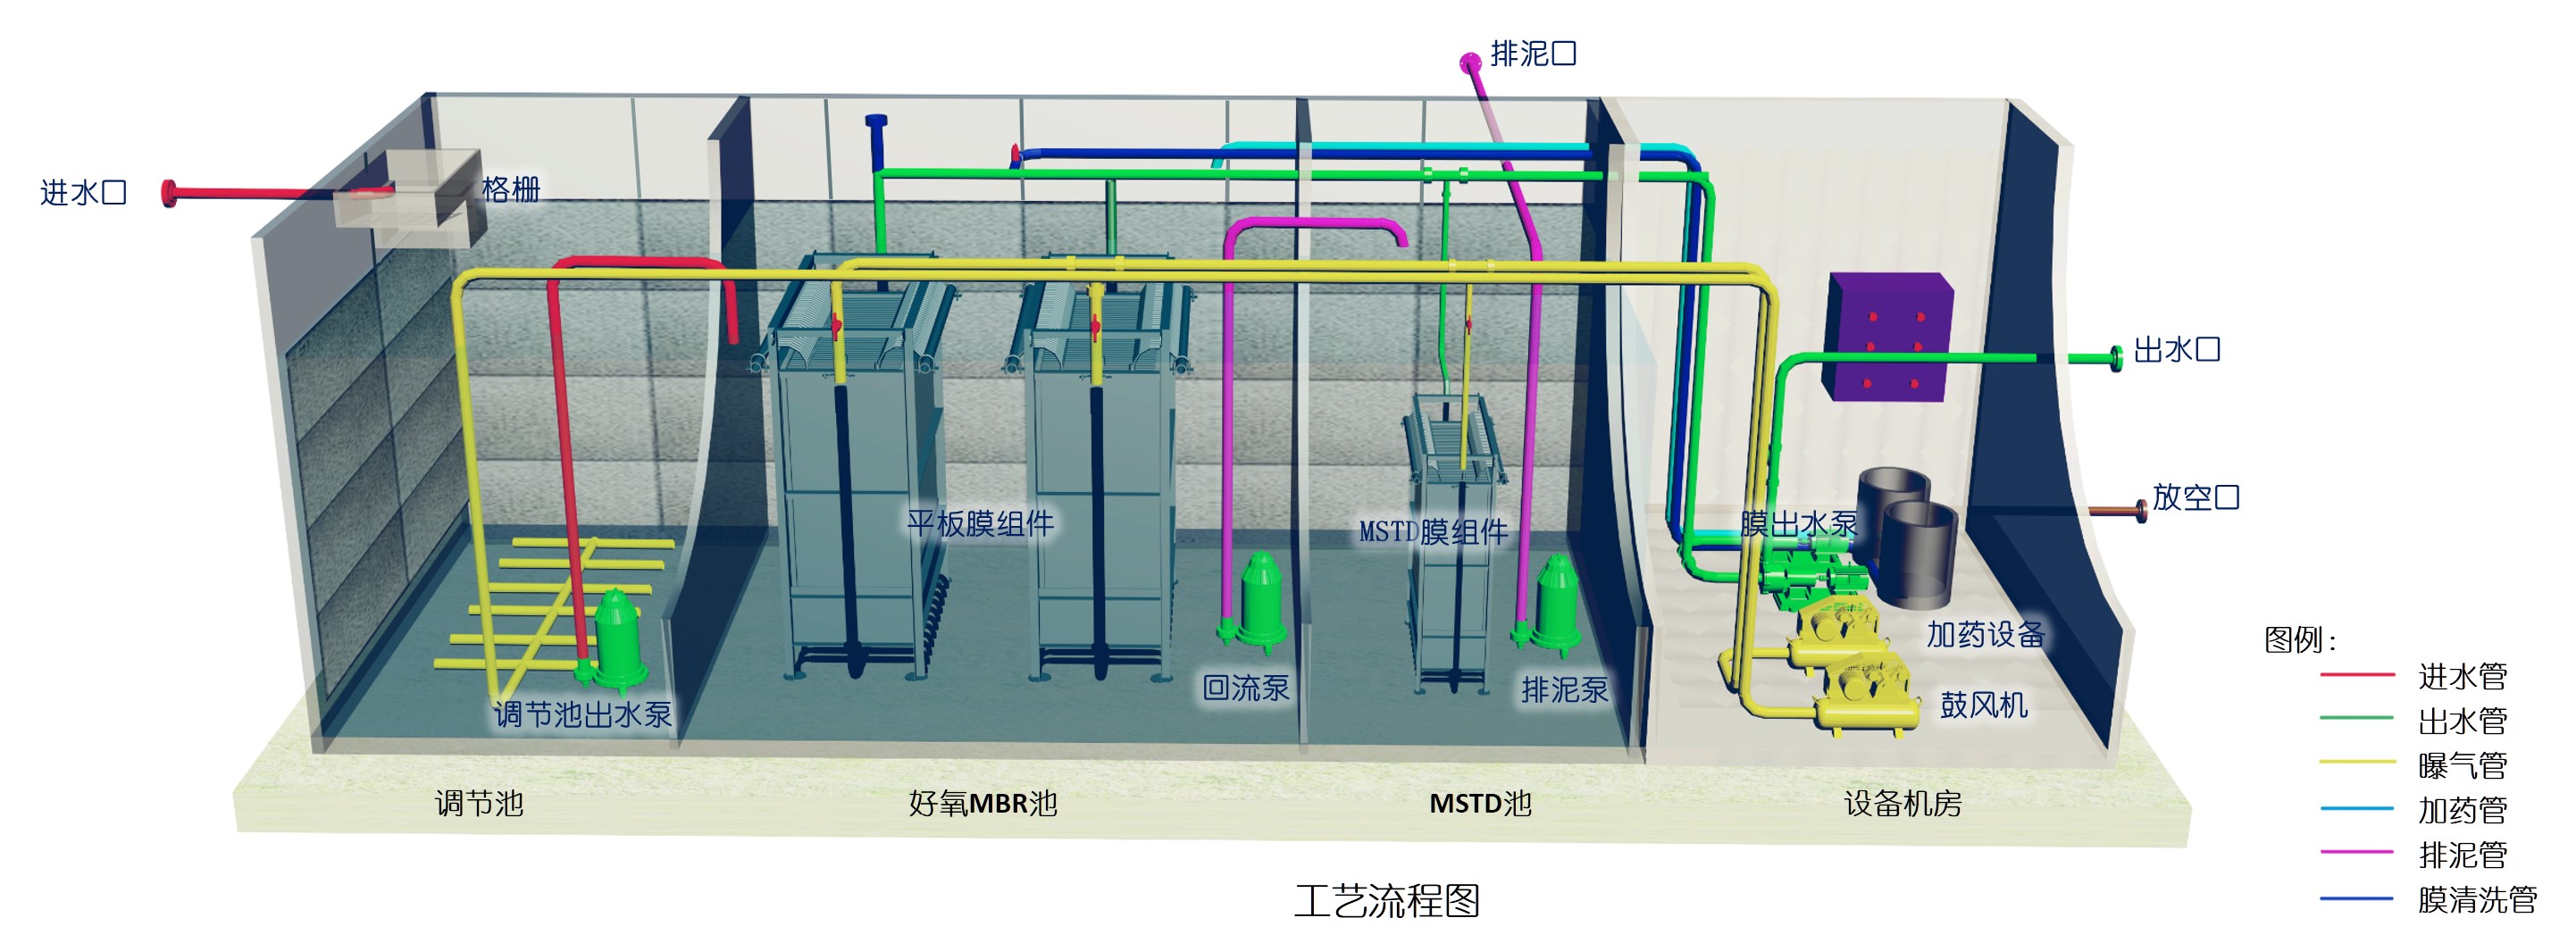 排泥口
进水口
格栅
出水口
放空口
平板膜组件
MSTD膜组件
膜出水泵
加药设备
回流泵
排泥泵
鼓风机
调节池出水泵
调节池
好氧MBR池
MSTD池
设备机房
图例：
进水管
出水管
曝气管
加药管
排泥管
膜清洗管
工艺流程图